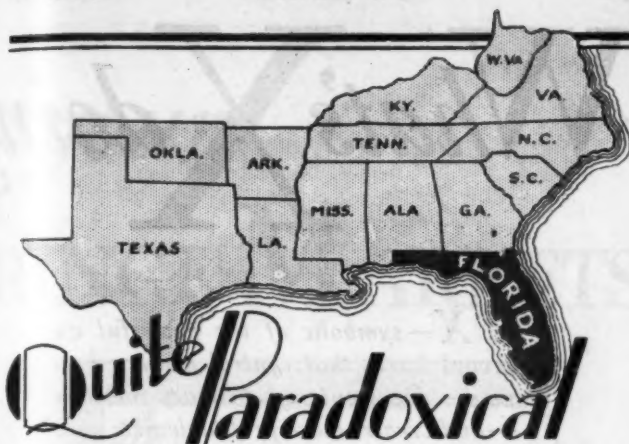 W.VA
KY.
VA.
OKLA.
ARK.
TENN.
N.C.
S.C.
TEXAS
LA.
MISS.
ALA
GA.
FLORIDA
Quite Paradoxical